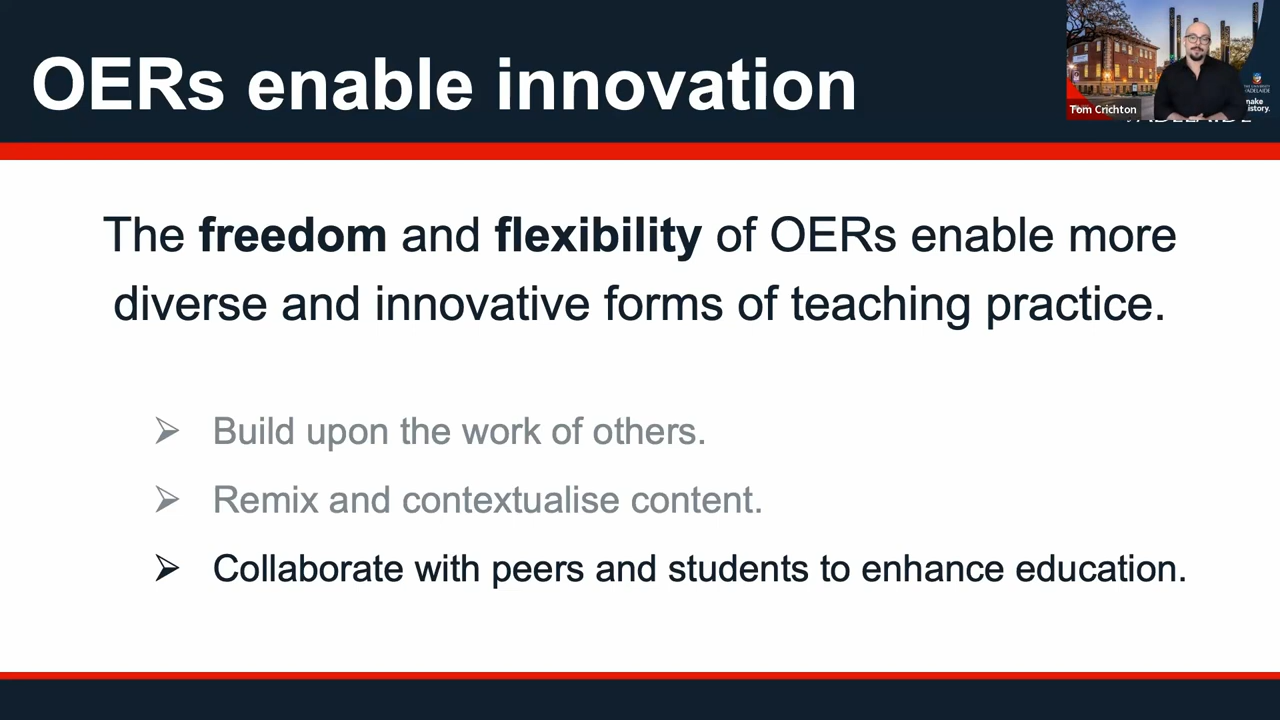 OERs enable innovation
Tom Crichton
make
history.
The freedom and flexibility of OERs enable more
diverse and innovative forms of teaching practice.
➢ Build upon the work of others.
➢ Remix and contextualise content.
➢ Collaborate with peers and students to enhance education.